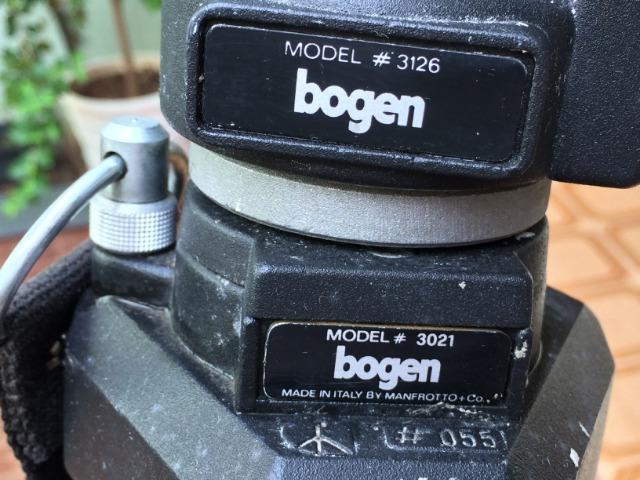 MODEL # 3126
bogen
MODEL # 3021
bogen
MADE IN ITALY BY MANFROTTO + Co.
# 055